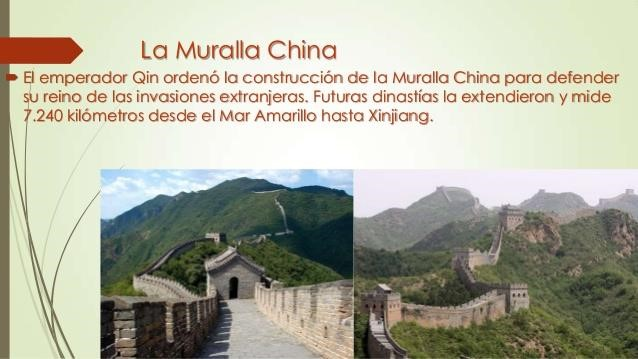 La Muralla China
El emperador Qin ordenó la construcción de la Muralla China para defender
su reino de las invasiones extranjeras. Futuras dinastías la extendieron y mide
7.240 kilómetros desde el Mar Amarillo hasta Xinjiang.